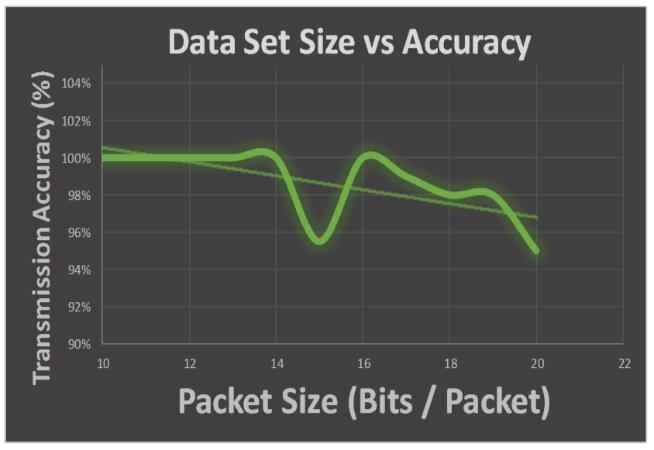 Data Set Size vs Accuracy
Transmission Accuracy (%)
104%
102%
100%
98%
96%
94%
92%
90%
10 12 14 16 18 20 22
Packet Size (Bits / Packet)